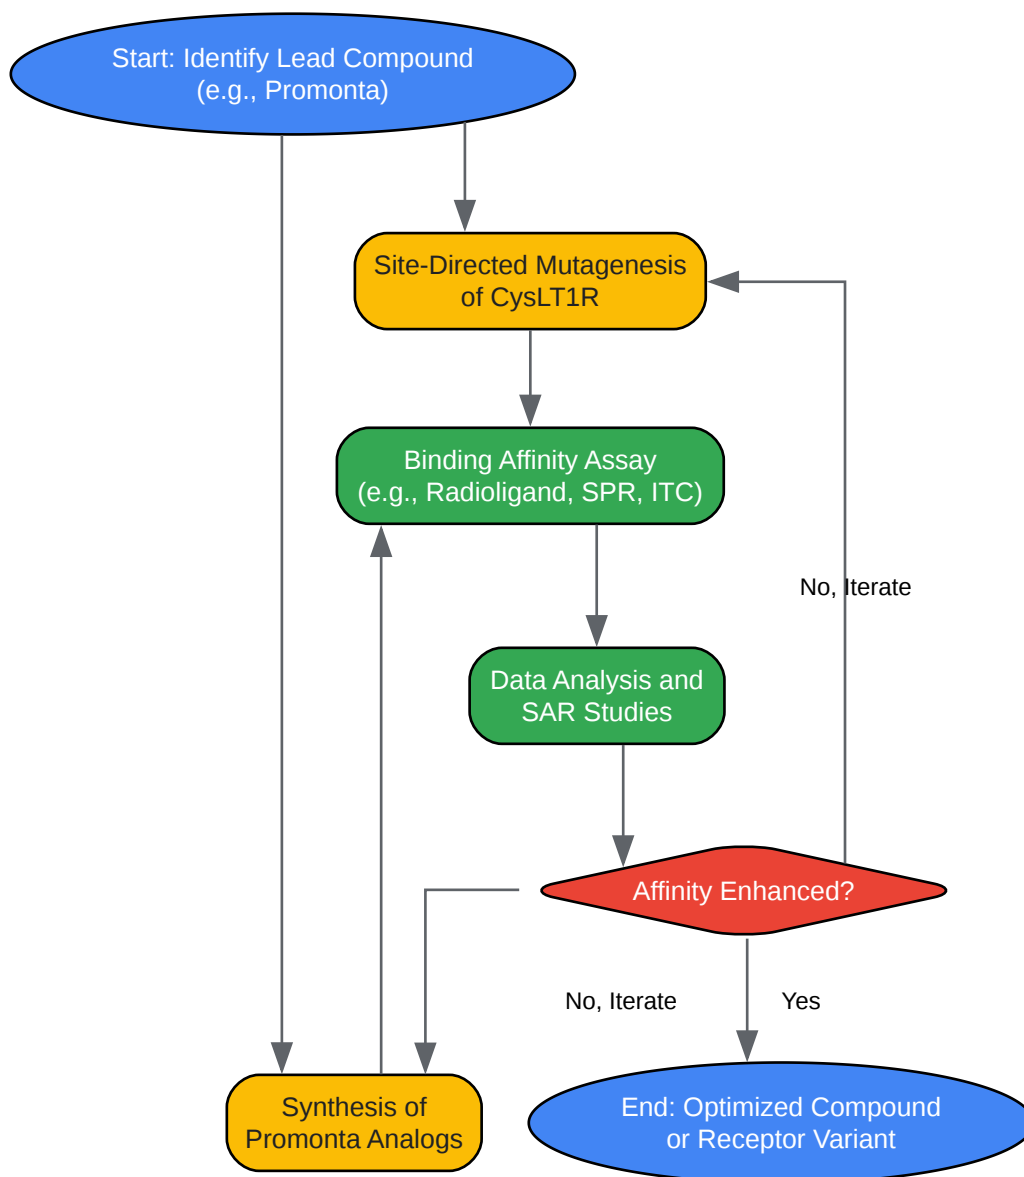 Start: Identify Lead Compound
(e.g., Promonta)
Site-Directed Mutagenesis
of CysLT1R
Binding Affinity Assay
(e.g., Radioligand, SPR, ITC)
No, Iterate
Data Analysis and
SAR Studies
Affinity Enhanced?
No, Iterate
Yes
Synthesis of
Promonta Analogs
End: Optimized Compound
or Receptor Variant